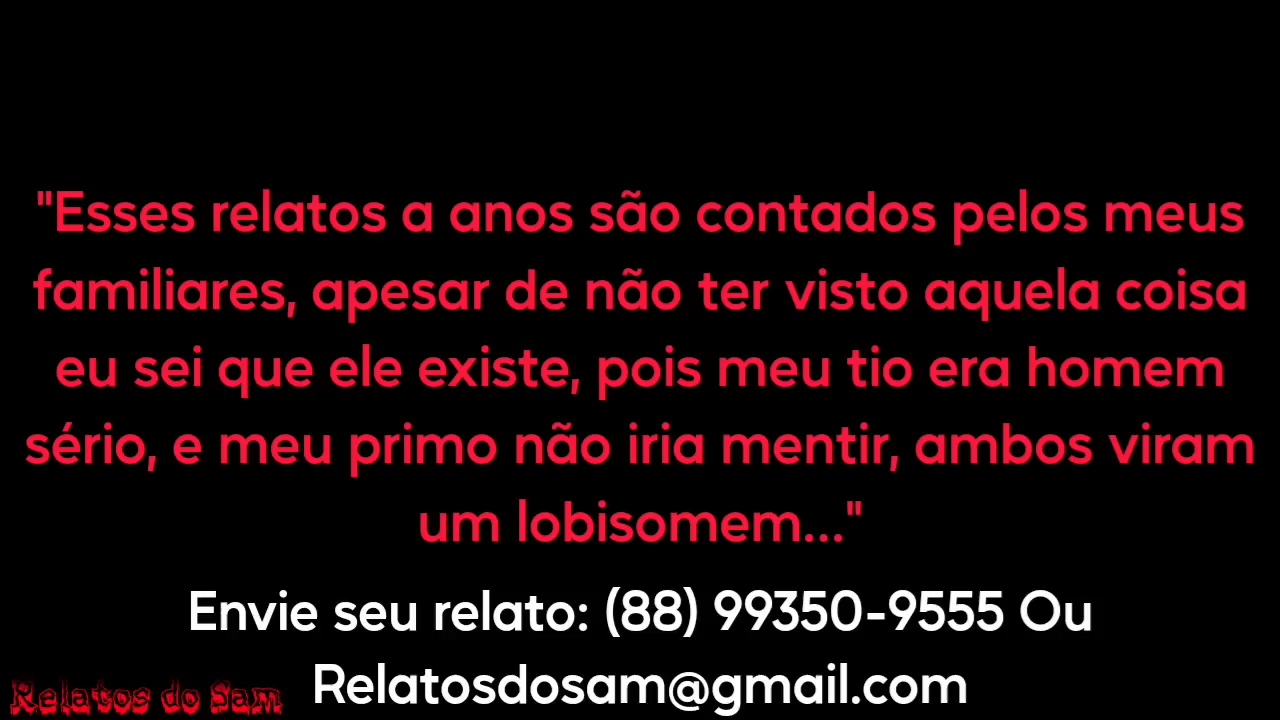 "Esses relatos a anos são contados pelos meus
familiares, apesar de não ter visto aquela coisa
eu sei que ele existe, pois meu tio era homem
sério, e meu primo não iria mentir, ambos viram
um lobisomem..."
Envie seu relato: (88) 99350-9555 Ou
Relatosdosam@gmail.com
Relatos do Sam